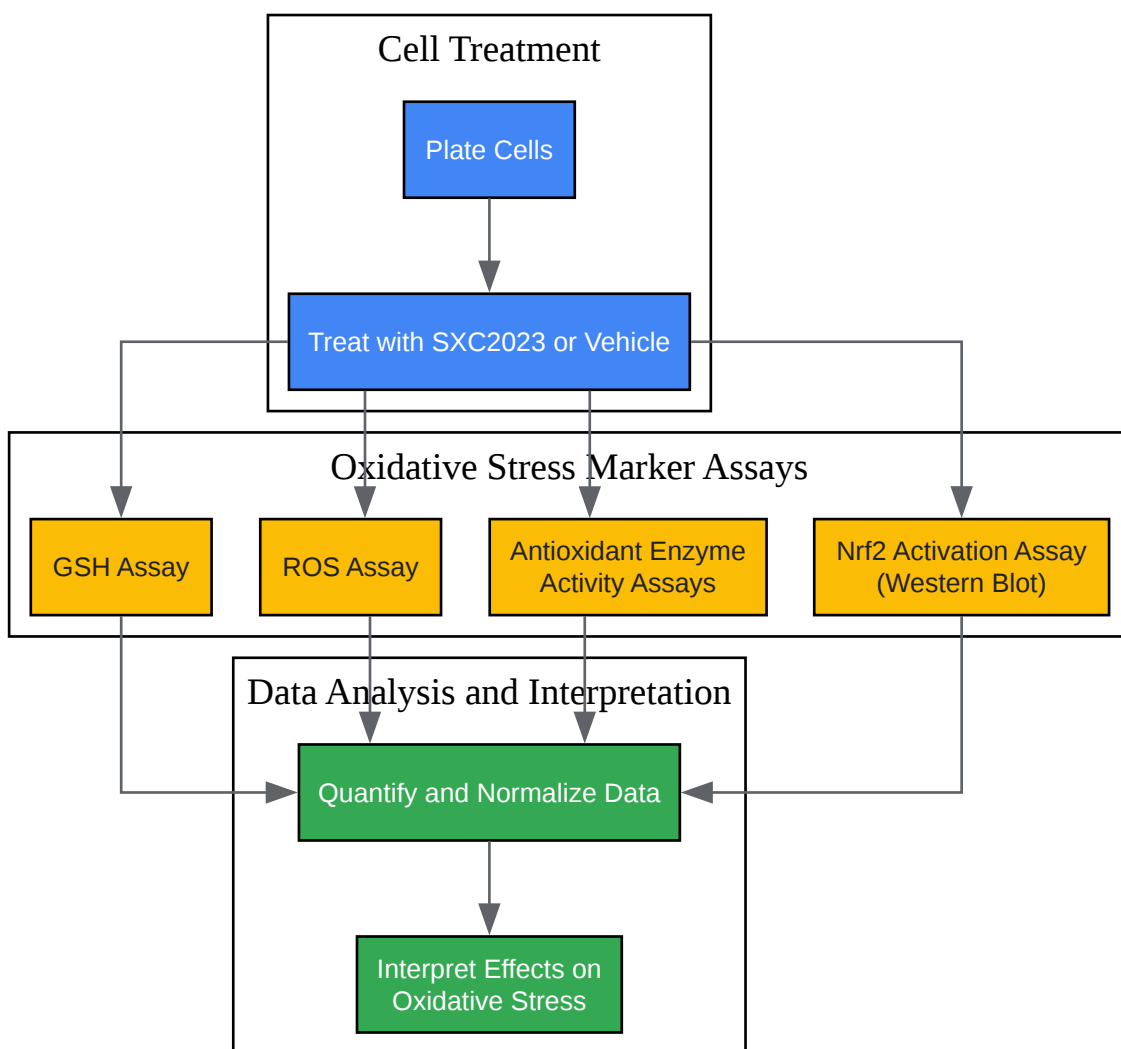 Cell Treatment
Plate Cells
Treat with SXC2023 or Vehicle
Oxidative Stress Marker Assays
GSH Assay
ROS Assay
Antioxidant Enzyme
Activity Assays
Nrf2 Activation Assay
(Western Blot)
Data Analysis and Interpretation
Quantify and Normalize Data
Interpret Effects on
Oxidative Stress